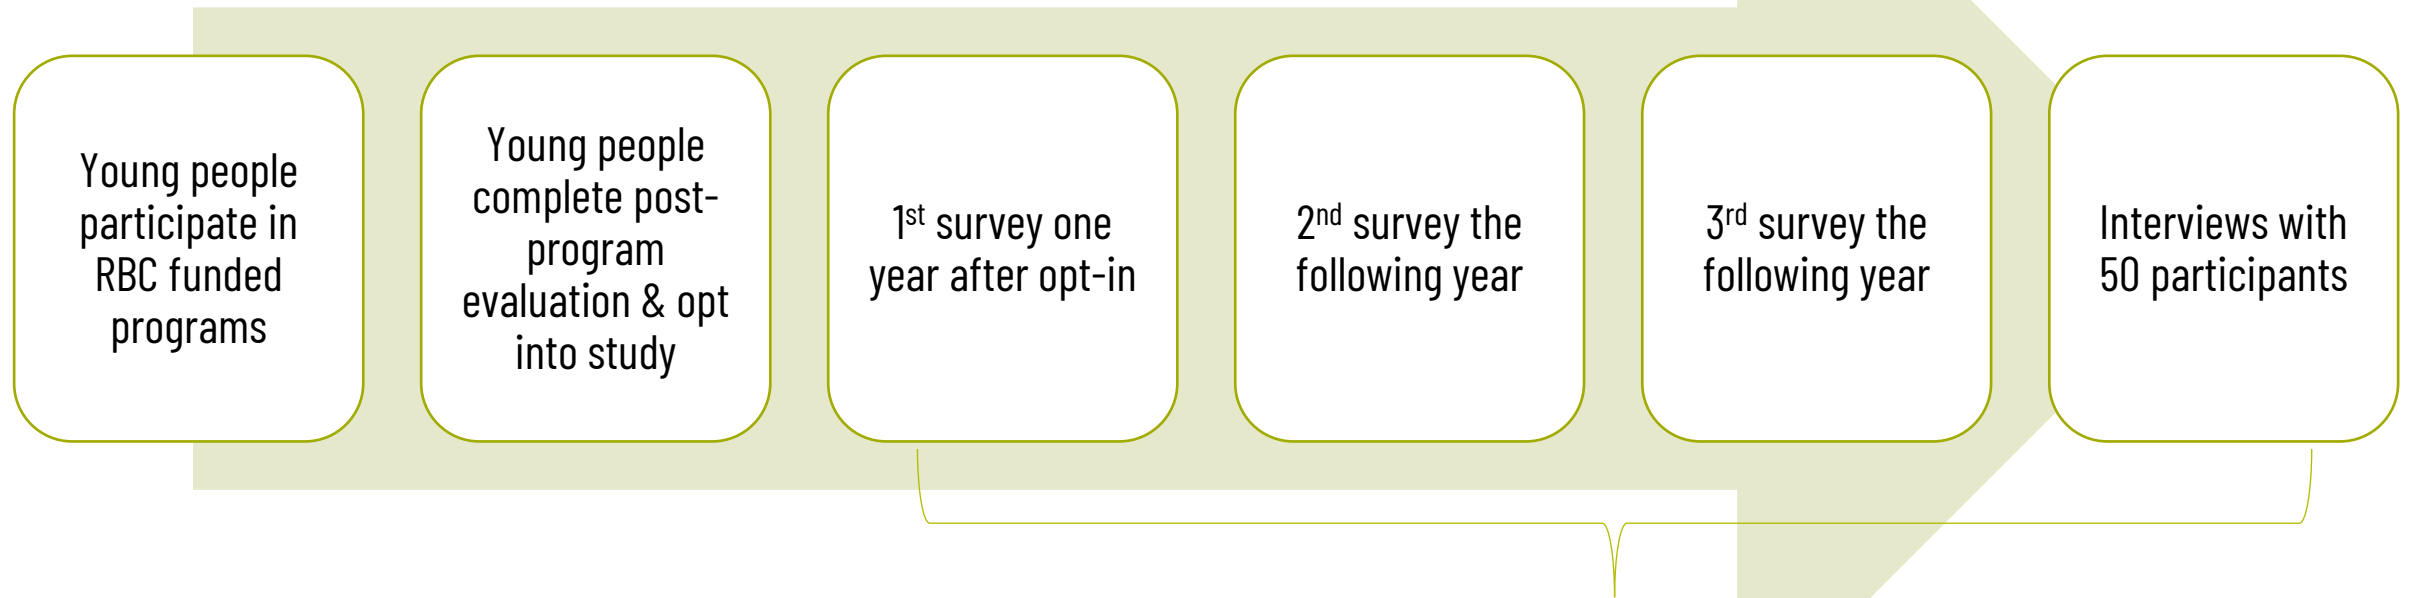 Young people
participate in
RBC funded
programs
Young people
complete post-
program
evaluation & opt
into study
1st survey one
year after opt-in
2nd survey the
following year
3rd survey the
following year
Interviews with
50 participants